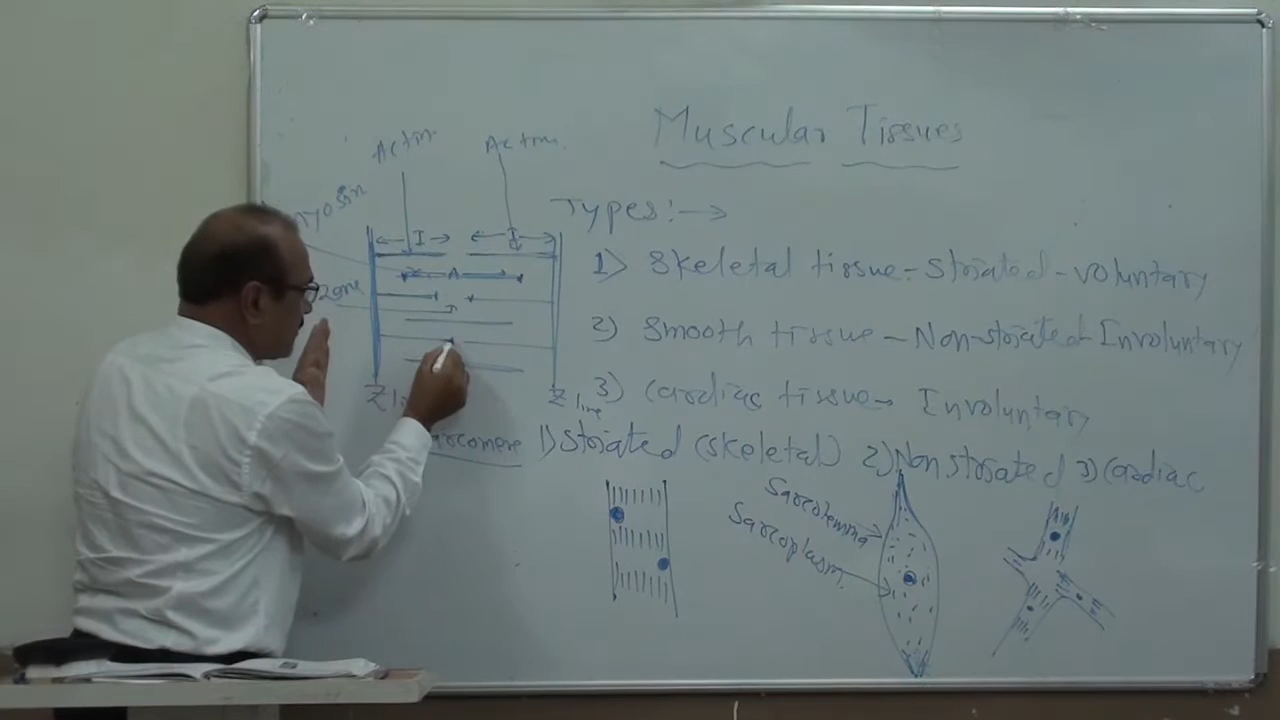 Muscular Tissues
Actin
Actin
Types:→
I
I
A
Zone
Z line
Sarcolemma
Sarcoplasm
1) Skeletal tissue - Striated - voluntary
2) Smooth tissue - Non-striated Involuntary
3) Cardiac tissue - Involuntary
1) Striated (skeletal) 2) Non striated 3) Cardiac